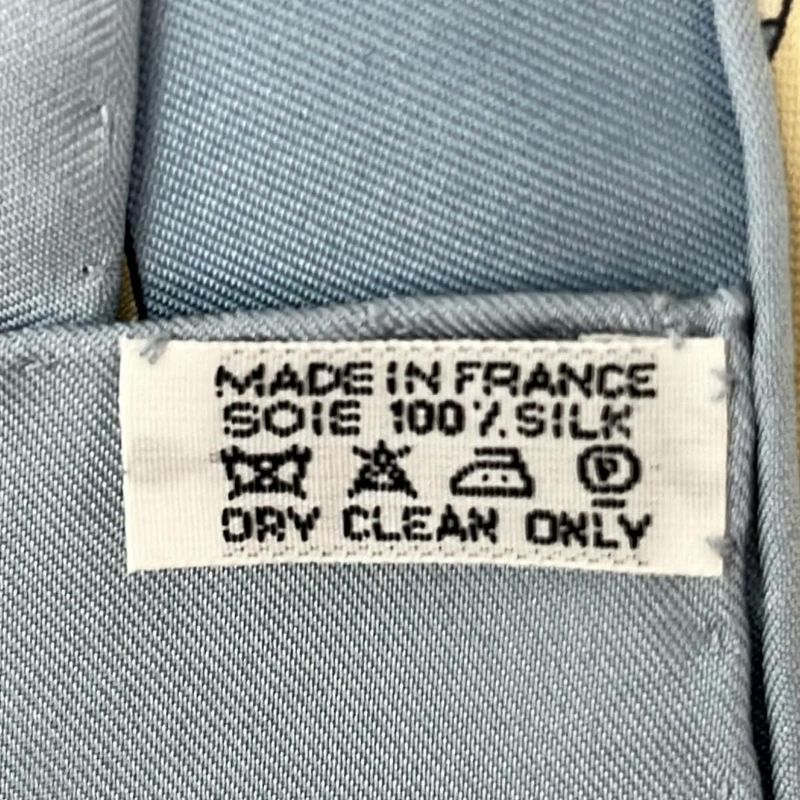 MADE IN FRANCE
SOIE 100% SILK
P
DRY CLEAN ONLY